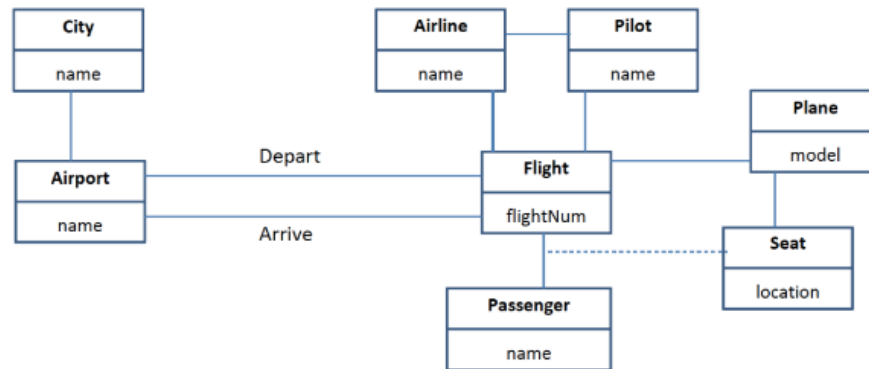 City
name
Airline
name
Pilot
name
Plane
model
Depart
Airport
name
Arrive
Flight
flightNum
Seat
location
Passenger
name